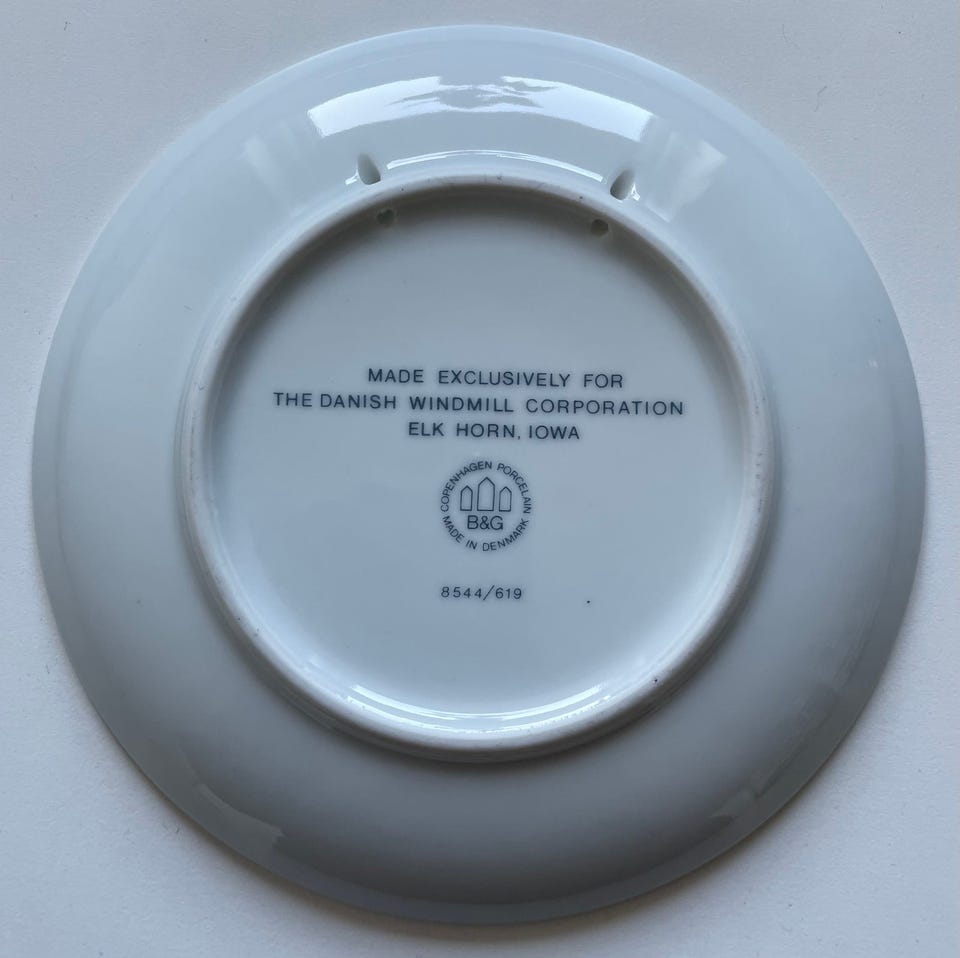 MADE EXCLUSIVELY FOR
THE DANISH WINDMILL CORPORATION
ELK HORN, IOWA
COPENHAGEN PORCELAIN
B&G
MADE IN DENMARK
8544/619